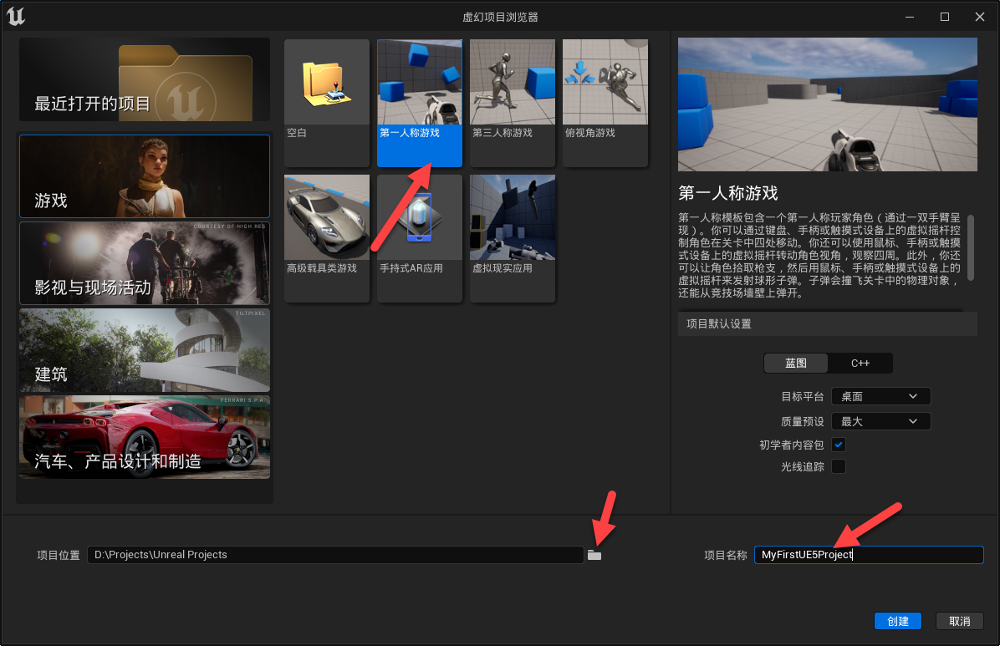 虚幻项目浏览器
最近打开的项目
游戏
COURTESY OF HIGH RES
影视与现场活动
TILTPIXEL
建筑
FERRARI S.P.A.
汽车、产品设计和制造
空白
第一人称游戏
第三人称游戏
俯视角游戏
高级载具类游戏
手持式AR应用
虚拟现实应用
第一人称游戏
第一人称模板包含一个第一人称玩家角色（通过一双手臂呈
现）。你可以通过键盘、手柄或触摸式设备上的虚拟摇杆控
制角色在关卡中四处移动。你还可以使用鼠标、手柄或触摸
式设备上的虚拟摇杆转动角色视角，观察四周。此外，你还
可以让角色拾取枪支，然后用鼠标、手柄或触摸式设备上的
虚拟摇杆来发射球形子弹。子弹会撞飞关卡中的物理对象，
还能从竞技场墙壁上弹开。
项目默认设置
蓝图
C++
目标平台
桌面
质量预设
最大
初学者内容包
光线追踪
项目位置
D:\Projects\Unreal Projects
项目名称
MyFirstUE5Project
创建
取消